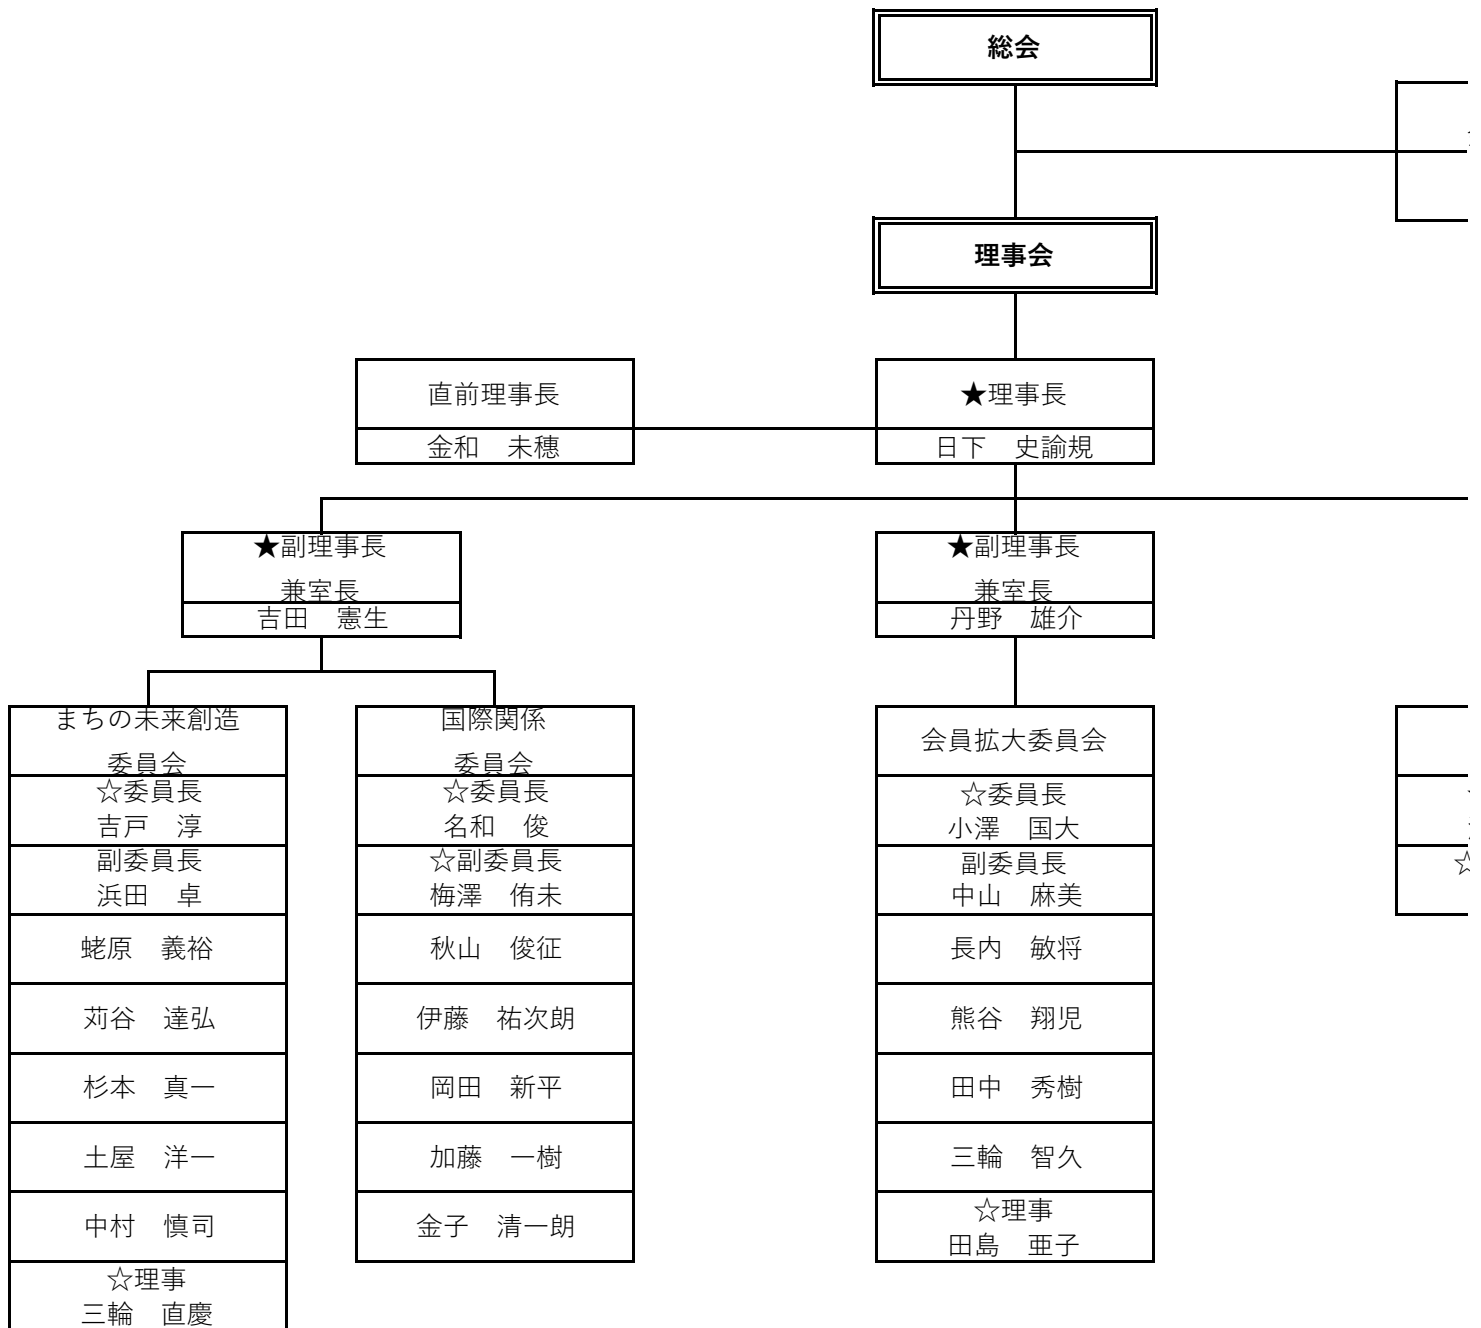 総会
理事会
直前理事長
金和　未穂
★理事長
日下　史諭規
★副理事長
兼室長
吉田　憲生
★副理事長
兼室長
丹野　雄介
まちの未来創造
委員会
☆委員長
吉戸　淳
副委員長
浜田　卓
蛯原　義裕
苅谷　達弘
杉本　真一
土屋　洋一
中村　慎司
☆理事
三輪　直慶
国際関係
委員会
☆委員長
名和　俊
☆副委員長
梅澤　侑未
秋山　俊征
伊藤　祐次朗
岡田　新平
加藤　一樹
金子　清一朗
会員拡大委員会
☆委員長
小澤　国大
副委員長
中山　麻美
長内　敏将
熊谷　翔児
田中　秀樹
三輪　智久
☆理事
田島　亜子